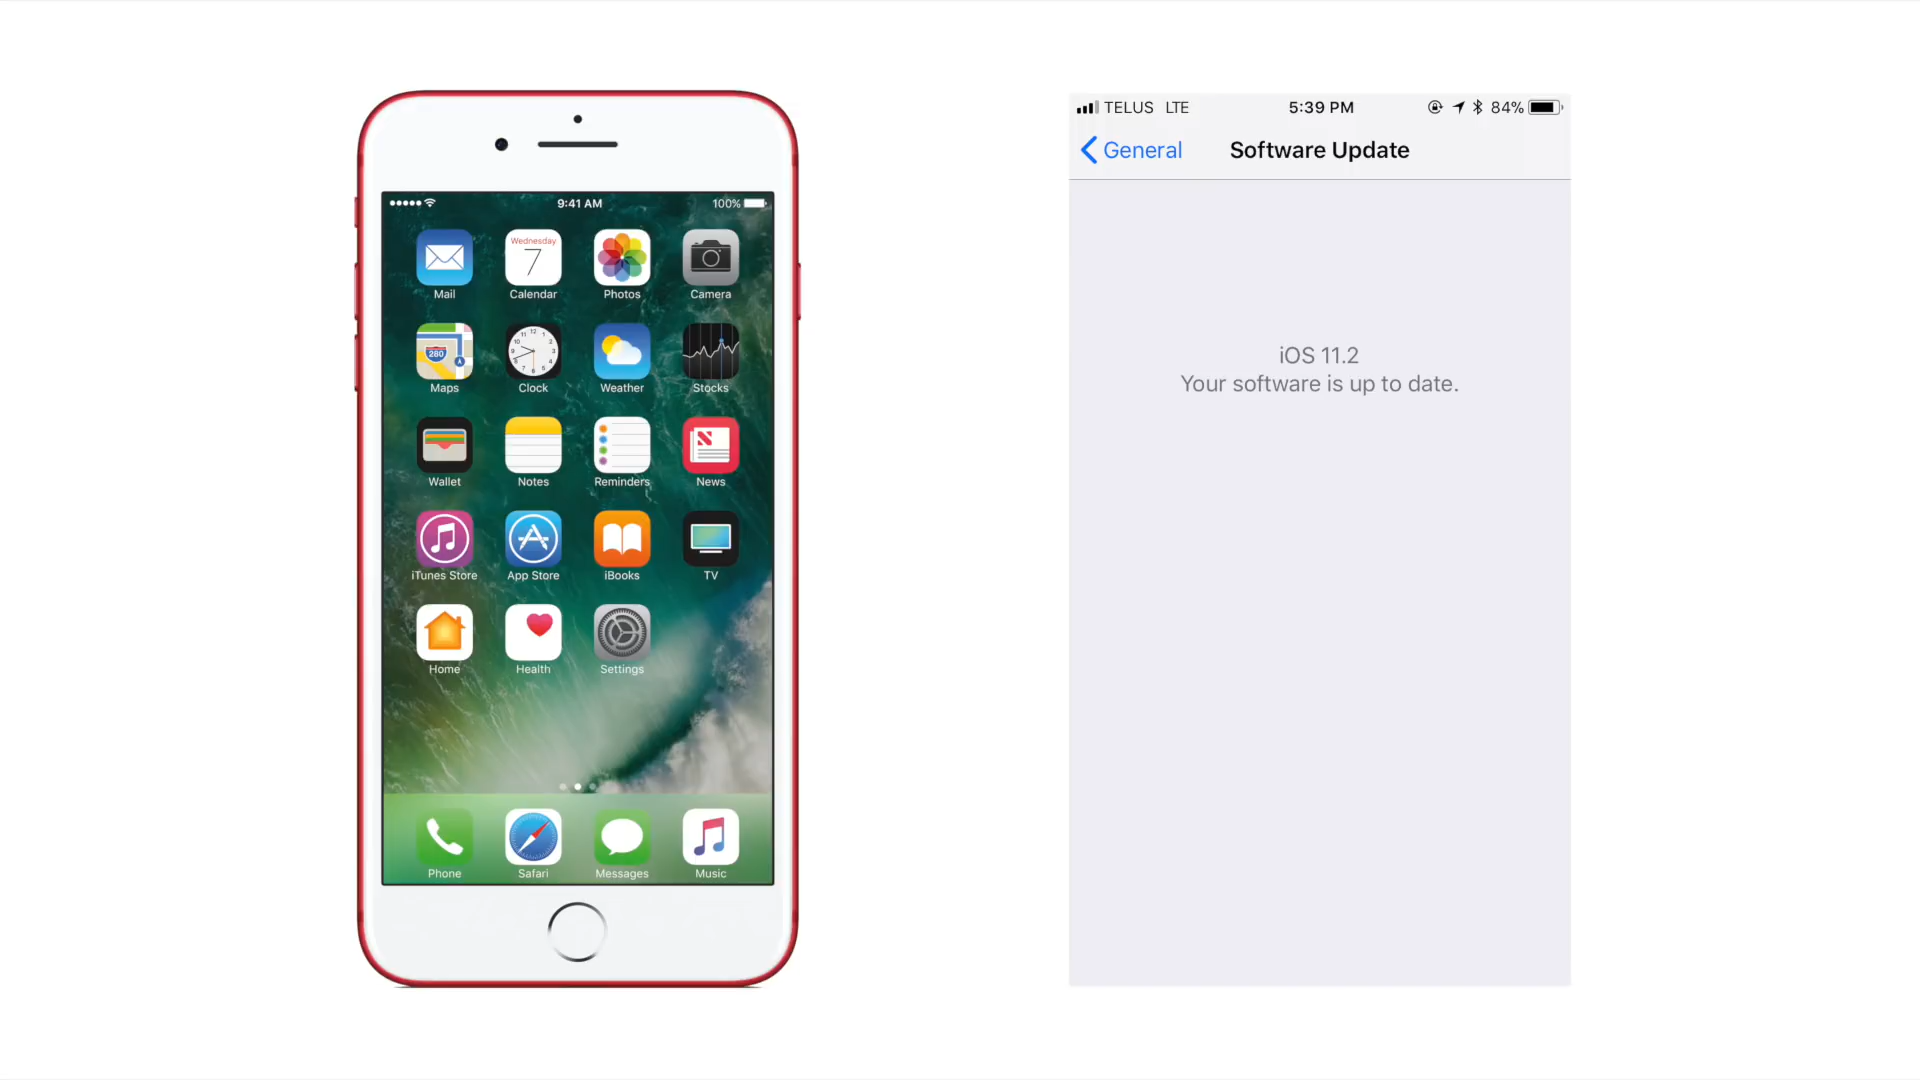 9:41 AM 100%
Wednesday
7
Mail Calendar Photos Camera
280
Maps Clock Weather Stocks
Wallet Notes Reminders News
iTunes Store App Store iBooks TV
Home Health Settings
Phone Safari Messages Music
TELUS LTE 5:39 PM 84%
General Software Update
iOS 11.2
Your software is up to date.